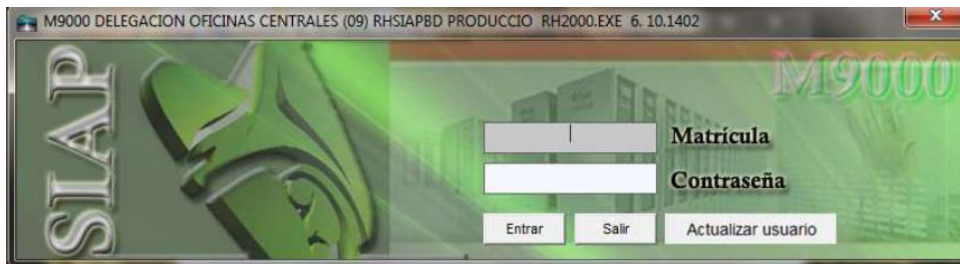 M9000 DELEGACION OFICINAS CENTRALES (09) RHSIAPBD PRODUCCIO RH2000.EXE 6. 10.1402
SIAP
M9000
Matrícula
Contraseña
Entrar
Salir
Actualizar usuario